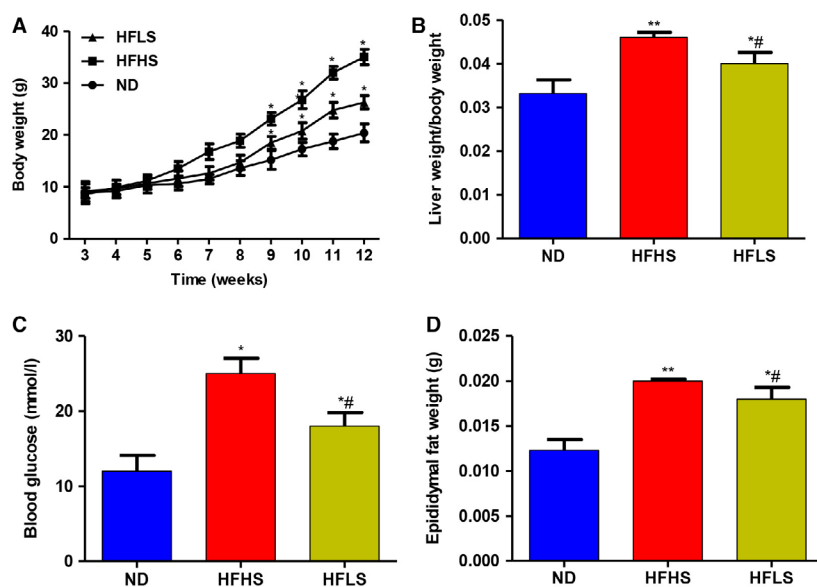 A
HFLS
HFHS
ND
Body weight (g)
40
30
20
10
0
* * * *
* * * *
3 4 5 6 7 8 9 10 11 12
Time (weeks)
B
Liver weight/body weight
0.05
0.04
0.03
0.02
0.01
0.00
**
*#
ND HFHS HFLS
C
Blood glucose (mmol/l)
30
20
10
0
*
*#
ND HFHS HFLS
D
Epididymal fat weight (g)
0.025
0.020
0.015
0.010
0.005
0.000
**
*#
ND HFHS HFLS